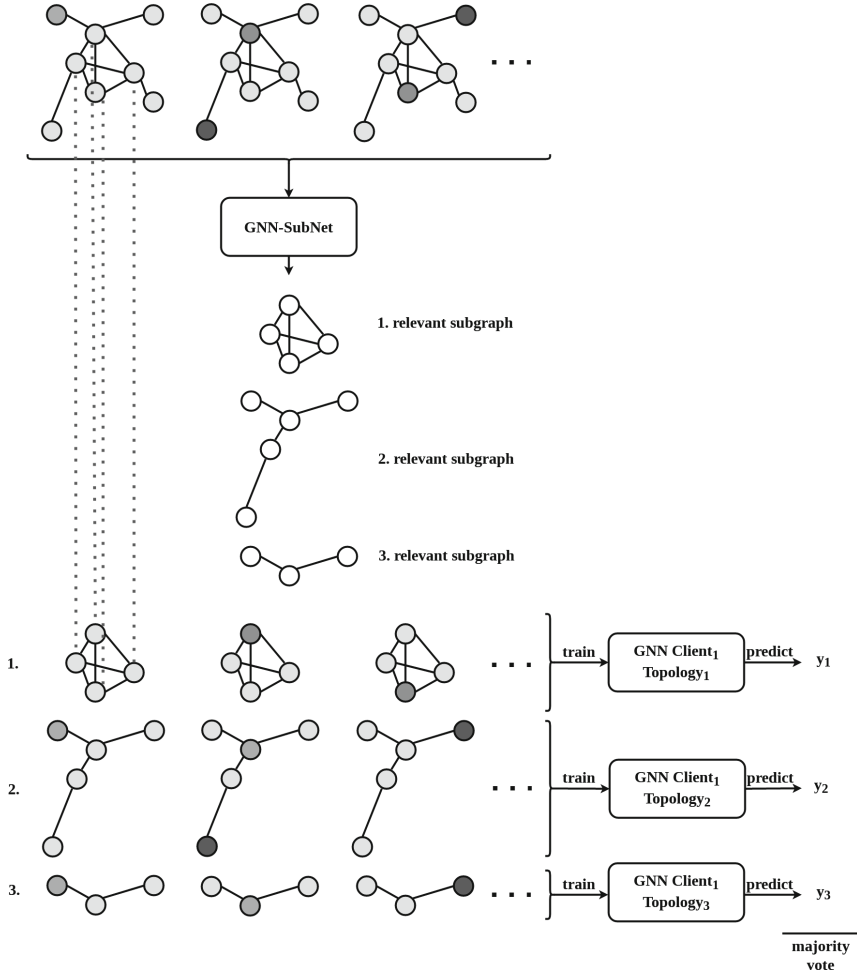 . . .
GNN-SubNet
1. relevant subgraph
2. relevant subgraph
3. relevant subgraph
1.
. . .
train
GNN Client₁
Topology₁
predict
y₁
2.
. . .
train
GNN Client₁
Topology₂
predict
y₂
3.
. . .
train
GNN Client₁
Topology₃
predict
y₃
majority
vote